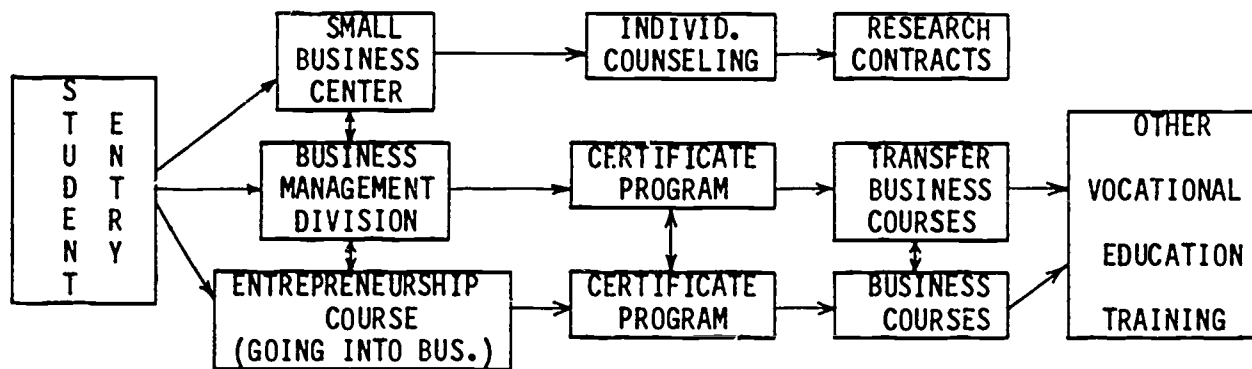 STUDENT
ENTRY
SMALL
BUSINESS
CENTER
INDIVID.
COUNSELING
RESEARCH
CONTRACTS
BUSINESS
MANAGEMENT
DIVISION
CERTIFICATE
PROGRAM
TRANSFER
BUSINESS
COURSES
ENTREPRENEURSHIP
COURSE
(GOING INTO BUS.)
CERTIFICATE
PROGRAM
BUSINESS
COURSES
OTHER
VOCATIONAL
EDUCATION
TRAINING